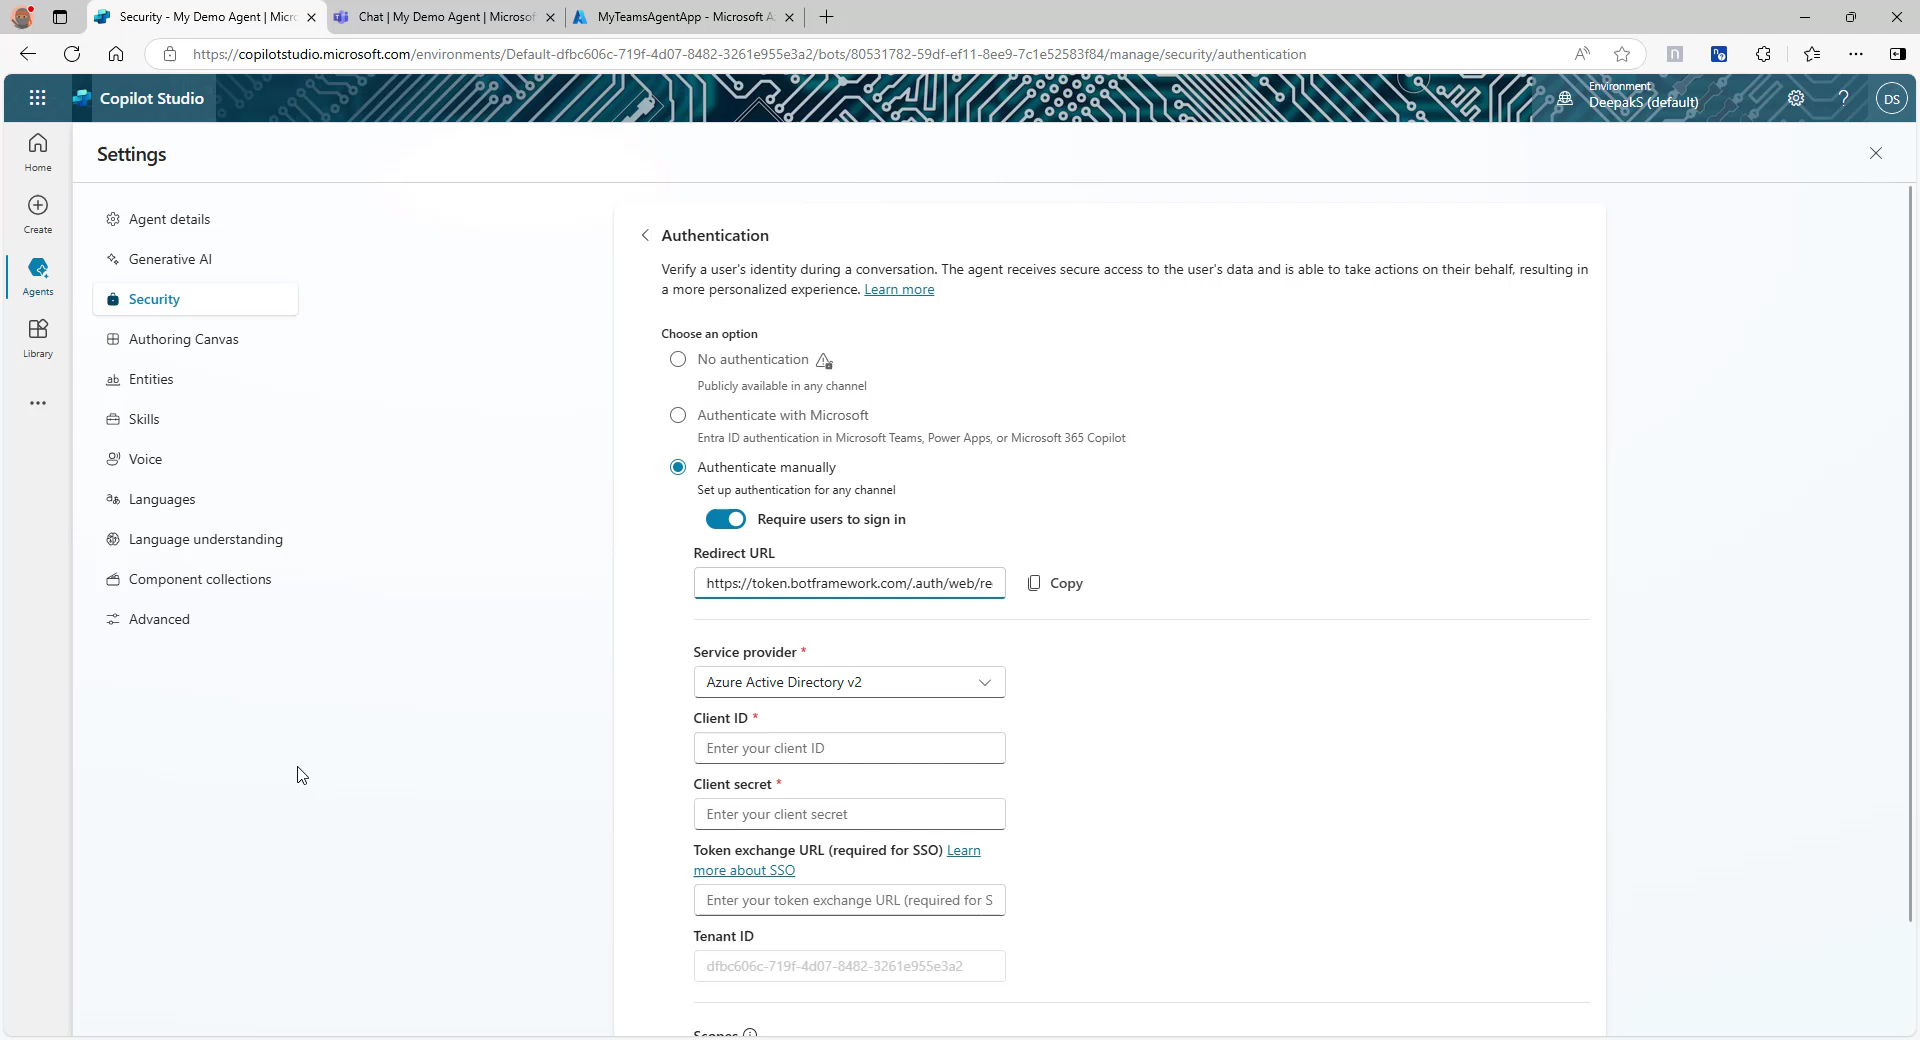 Security - My Demo Agent | Micro
Chat | My Demo Agent | Microsof
MyTeamsAgentApp - Microsoft A
https://copilotstudio.microsoft.com/environments/Default-dfbc606c-719f-4d07-8482-3261e955e3a2/bots/80531782-59df-ef11-8ee9-7c1e52583f84/manage/security/authentication
Copilot Studio
Environment
DeepakS (default)
?
DS
Home
Create
Agents
Library
Settings
Agent details
Generative AI
Security
Authoring Canvas
Entities
Skills
Voice
Languages
Language understanding
Component collections
Advanced
Authentication
Verify a user's identity during a conversation. The agent receives secure access to the user's data and is able to take actions on their behalf, resulting in
a more personalized experience. Learn more
Choose an option
No authentication
Publicly available in any channel
Authenticate with Microsoft
Entra ID authentication in Microsoft Teams, Power Apps, or Microsoft 365 Copilot
Authenticate manually
Set up authentication for any channel
Require users to sign in
Redirect URL
https://token.botframework.com/.auth/web/re
Copy
Service provider *
Azure Active Directory v2
Client ID *
Enter your client ID
Client secret *
Enter your client secret
Token exchange URL (required for SSO) Learn
more about SSO
Enter your token exchange URL (required for S
Tenant ID
dfbc606c-719f-4d07-8482-3261e955e3a2
Scopes